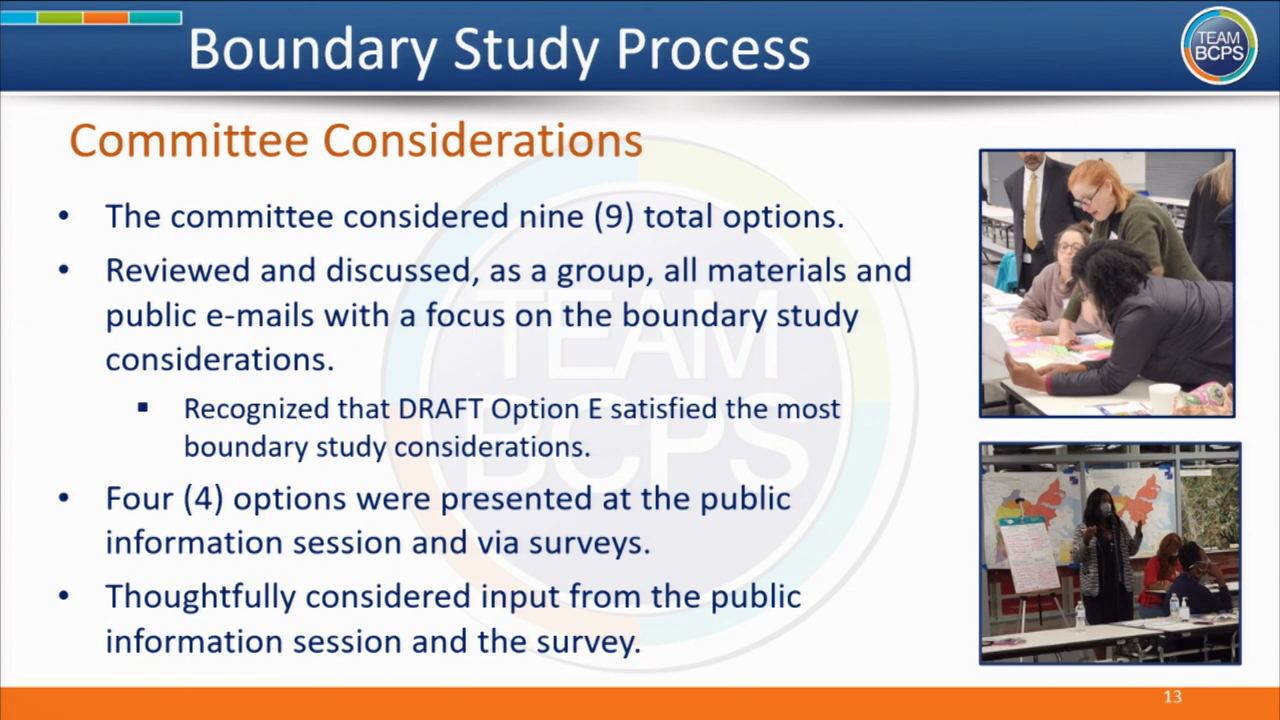 Boundary Study Process
TEAM
BCPS
Committee Considerations
• The committee considered nine (9) total options.
• Reviewed and discussed, as a group, all materials and
public e-mails with a focus on the boundary study
considerations.
▪ Recognized that DRAFT Option E satisfied the most
boundary study considerations.
• Four (4) options were presented at the public
information session and via surveys.
• Thoughtfully considered input from the public
information session and the survey.
TEAM
BCPS
13